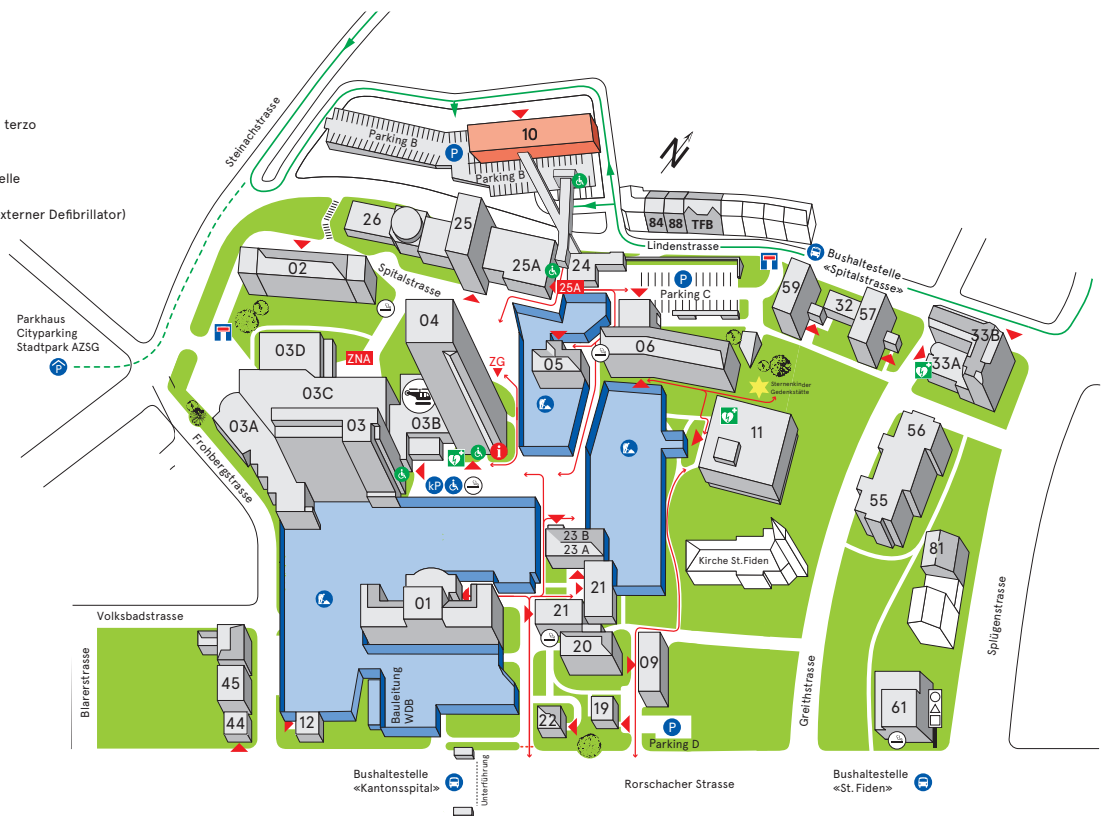 terzo
elle
xterner Defibrillator)
Steinachstrasse
Parking B
P
10
Parking B
N
84
88
TFB
Lindenstrasse
Bushaltestelle
«Spitalstrasse»
26
25
25A
24
02
Spitalstrasse
25A
P
Parking C
59
32
57
33B
33A
Parkhaus
Cityparking
Stadtpark AZSG
P
04
03D
ZNA
ZG
05
06
Sternenkinder
Gedenkstätte
03C
03A
03
03B
i
kP
11
56
55
Frohbergstrasse
23 B
23 A
Kirche St. Fiden
81
21
21
01
20
09
Volksbadstrasse
Blarerstrasse
45
44
12
Bauleitung
WDB
22
19
P
Parking D
Greithstrasse
Splügenstrasse
61
Unterführung
Bushaltestelle
«Kantonsspital»
Rorschacher Strasse
Bushaltestelle
«St. Fiden»